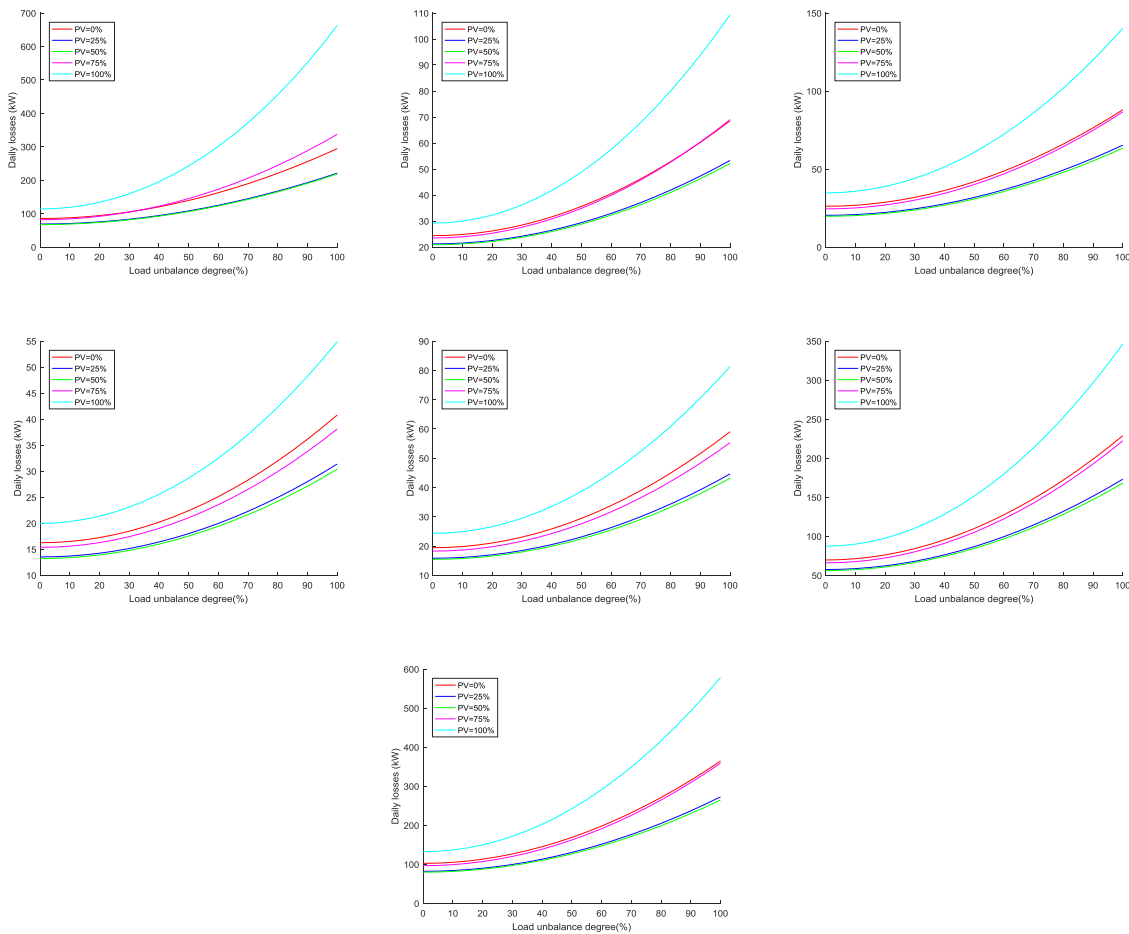 700
600
500
400
300
200
100
0
Daily losses (kW)
PV=0%
PV=25%
PV=50%
PV=75%
PV=100%
0 10 20 30 40 50 60 70 80 90 100
Load unbalance degree(%)
110
100
90
80
70
60
50
40
30
20
Daily losses (kW)
PV=0%
PV=25%
PV=50%
PV=75%
PV=100%
0 10 20 30 40 50 60 70 80 90 100
Load unbalance degree(%)
150
100
50
0
Daily losses (kW)
PV=0%
PV=25%
PV=50%
PV=75%
PV=100%
0 10 20 30 40 50 60 70 80 90 100
Load unbalance degree(%)
55
50
45
40
35
30
25
20
15
10
Daily losses (kW)
PV=0%
PV=25%
PV=50%
PV=75%
PV=100%
0 10 20 30 40 50 60 70 80 90 100
Load unbalance degree(%)
90
80
70
60
50
40
30
20
10
Daily losses (kW)
PV=0%
PV=25%
PV=50%
PV=75%
PV=100%
0 10 20 30 40 50 60 70 80 90 100
Load unbalance degree(%)
350
300
250
200
150
100
50
Daily losses (kW)
PV=0%
PV=25%
PV=50%
PV=75%
PV=100%
0 10 20 30 40 50 60 70 80 90 100
Load unbalance degree(%)
600
500
400
300
200
100
0
Daily losses (kW)
PV=0%
PV=25%
PV=50%
PV=75%
PV=100%
0 10 20 30 40 50 60 70 80 90 100
Load unbalance degree(%)